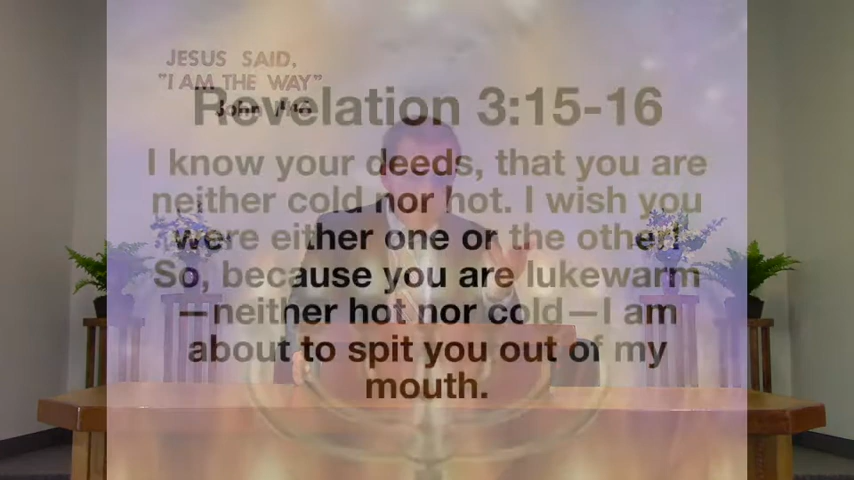 JESUS SAID,
"I AM THE WAY"
Revelation 3:15-16
John
I know your deeds, that you are
neither cold nor hot. I wish you
were either one or the other!
So, because you are lukewarm
—neither hot nor cold—I am
about to spit you out of my
mouth.